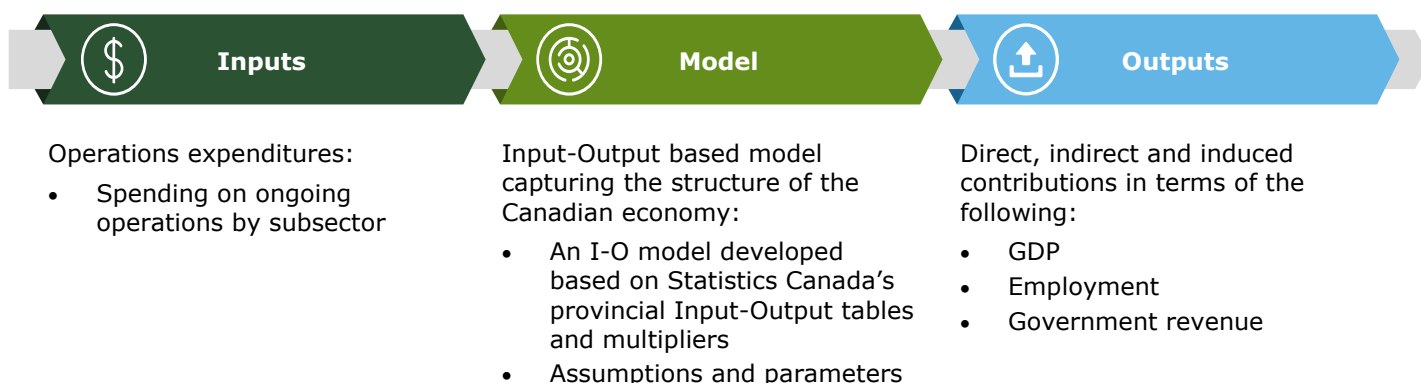 Inputs
Model
Outputs
Operations expenditures:
• Spending on ongoing
operations by subsector
Input-Output based model
capturing the structure of the
Canadian economy:
• An I-O model developed
based on Statistics Canada’s
provincial Input-Output tables
and multipliers
• Assumptions and parameters
Direct, indirect and induced
contributions in terms of the
following:
• GDP
• Employment
• Government revenue